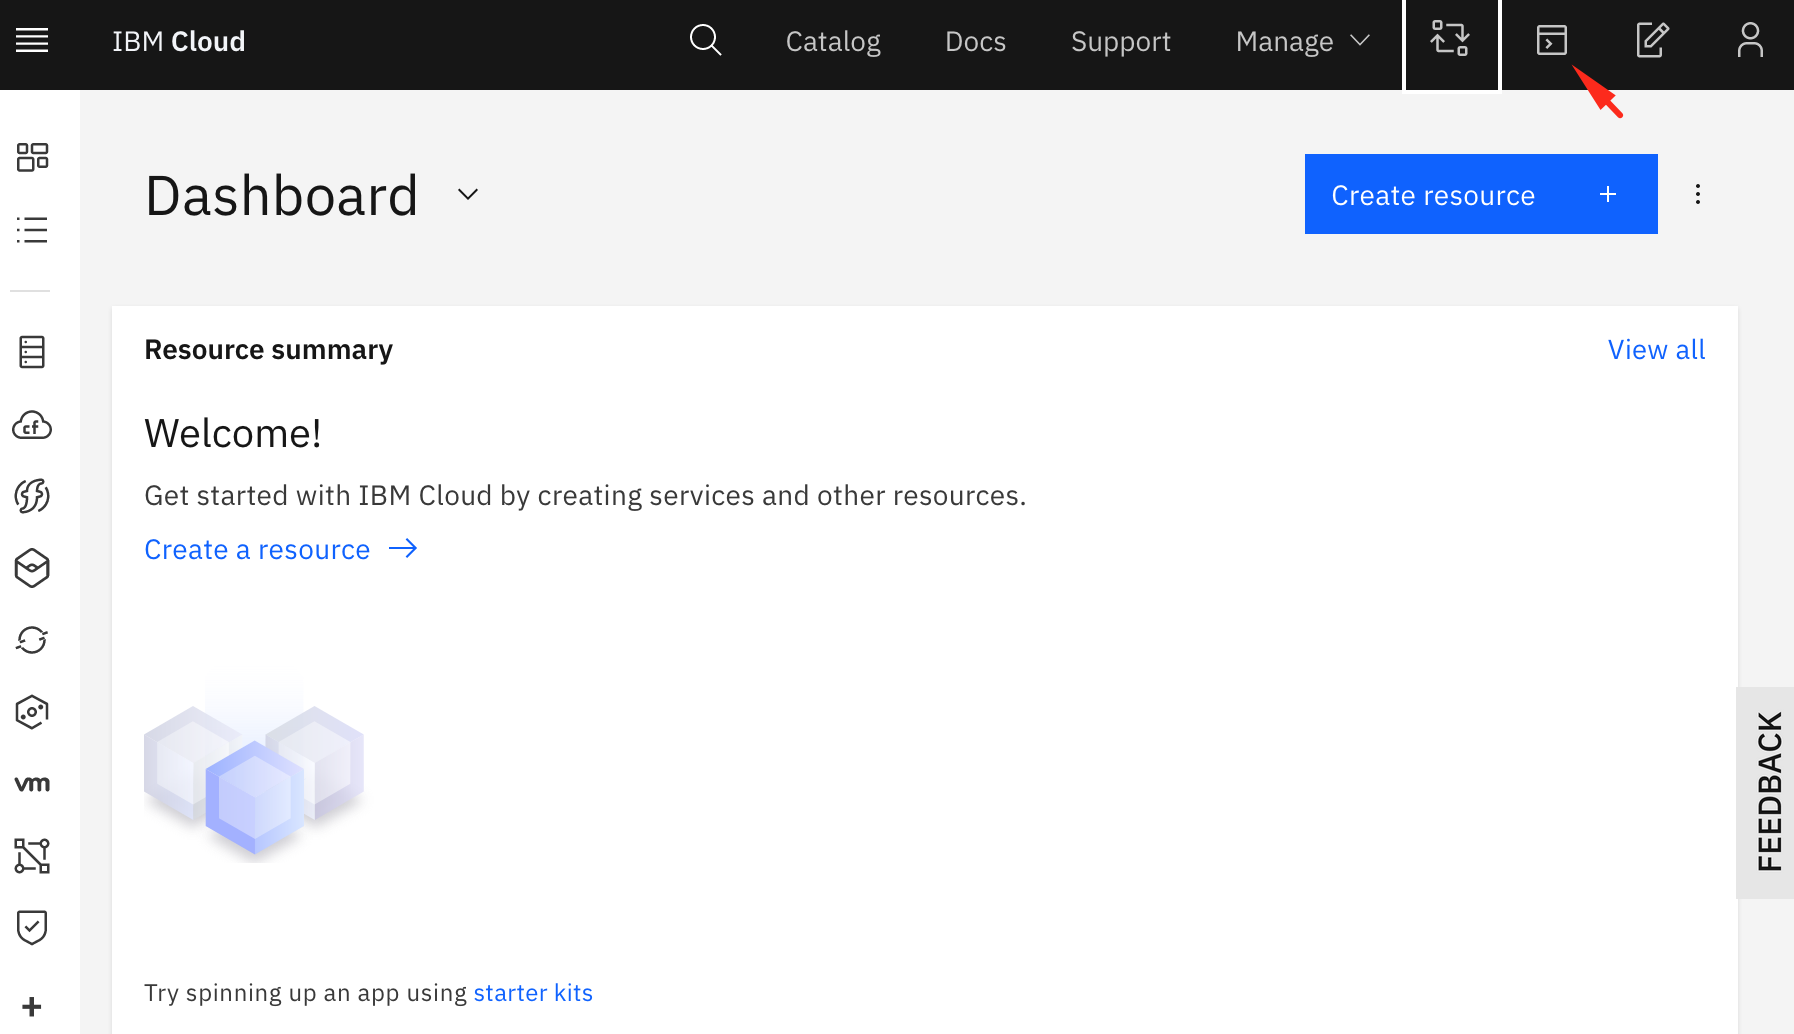 IBM Cloud
Catalog
Docs
Support
Manage
Dashboard
Create resource +
Resource summary
View all
Welcome!
Get started with IBM Cloud by creating services and other resources.
Create a resource →
cf
vm
FEEDBACK
Try spinning up an app using starter kits